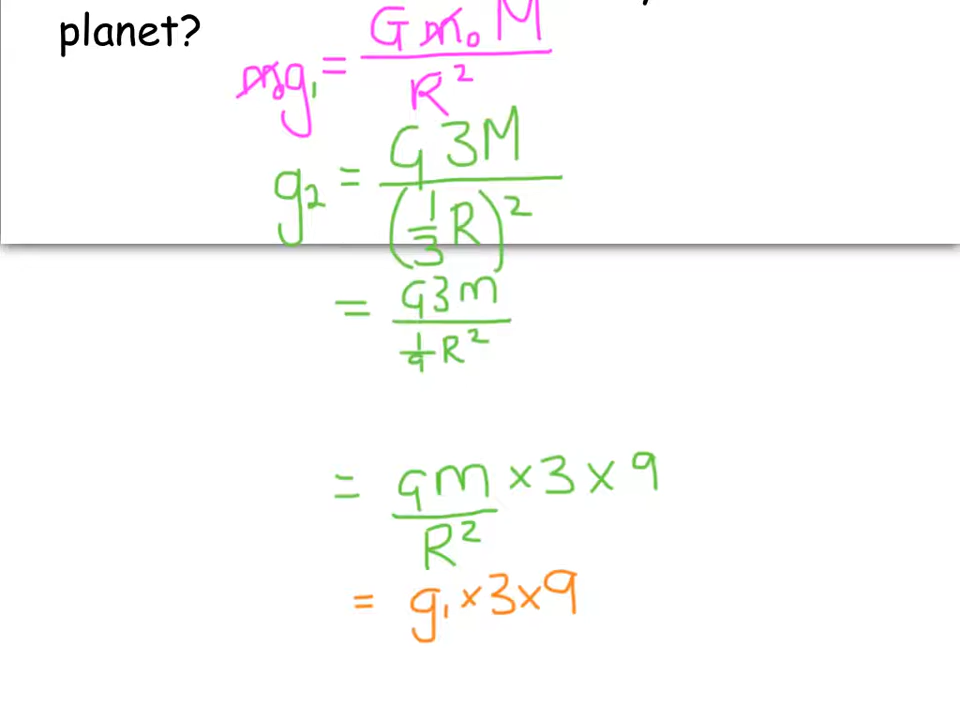 planet?
m₀g₁ = G m₀ M / R²
g₂ = G 3M / (1/3 R)²
= G3m / 1/9 R²
= Gm / R² × 3 × 9
= g₁ × 3 × 9